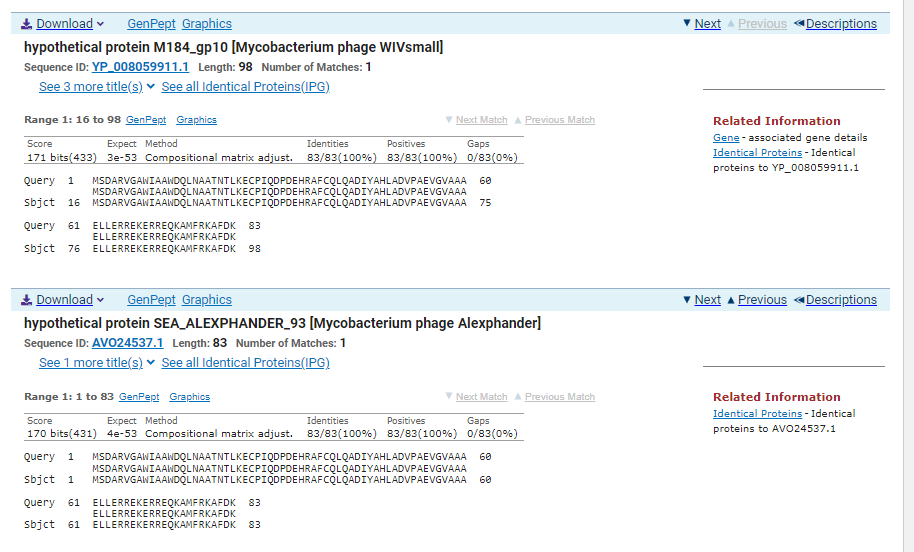 Download GenPept Graphics Next Previous Descriptions
hypothetical protein M184_gp10 [Mycobacterium phage WIVsmall]
Sequence ID: YP_008059911.1 Length: 98 Number of Matches: 1
See 3 more title(s) See all Identical Proteins(IPG)
Range 1: 16 to 98 GenPept Graphics Next Match Previous Match
Score Expect Method Identities Positives Gaps
171 bits(433) 3e-53 Compositional matrix adjust. 83/83(100%) 83/83(100%) 0/83(0%)
Query 1 MSDARVGAWIAAWDQLNAATNTLKECPIQDPDEHRAFCQLQADIYAHLADVPAEVGVAAA 60
MSDARVGAWIAAWDQLNAATNTLKECPIQDPDEHRAFCQLQADIYAHLADVPAEVGVAAA
Sbjct 16 MSDARVGAWIAAWDQLNAATNTLKECPIQDPDEHRAFCQLQADIYAHLADVPAEVGVAAA 75
Query 61 ELLERREKERREQKAMFRKAFDK 83
ELLERREKERREQKAMFRKAFDK
Sbjct 76 ELLERREKERREQKAMFRKAFDK 98
Related Information
Gene - associated gene details
Identical Proteins - Identical
proteins to YP_008059911.1
Download GenPept Graphics Next Previous Descriptions
hypothetical protein SEA_ALEXPHANDER_93 [Mycobacterium phage Alexphander]
Sequence ID: AVO24537.1 Length: 83 Number of Matches: 1
See 1 more title(s) See all Identical Proteins(IPG)
Range 1: 1 to 83 GenPept Graphics Next Match Previous Match
Score Expect Method Identities Positives Gaps
170 bits(431) 4e-53 Compositional matrix adjust. 83/83(100%) 83/83(100%) 0/83(0%)
Query 1 MSDARVGAWIAAWDQLNAATNTLKECPIQDPDEHRAFCQLQADIYAHLADVPAEVGVAAA 60
MSDARVGAWIAAWDQLNAATNTLKECPIQDPDEHRAFCQLQADIYAHLADVPAEVGVAAA
Sbjct 1 MSDARVGAWIAAWDQLNAATNTLKECPIQDPDEHRAFCQLQADIYAHLADVPAEVGVAAA 60
Query 61 ELLERREKERREQKAMFRKAFDK 83
ELLERREKERREQKAMFRKAFDK
Sbjct 61 ELLERREKERREQKAMFRKAFDK 83
Related Information
Identical Proteins - Identical
proteins to AVO24537.1